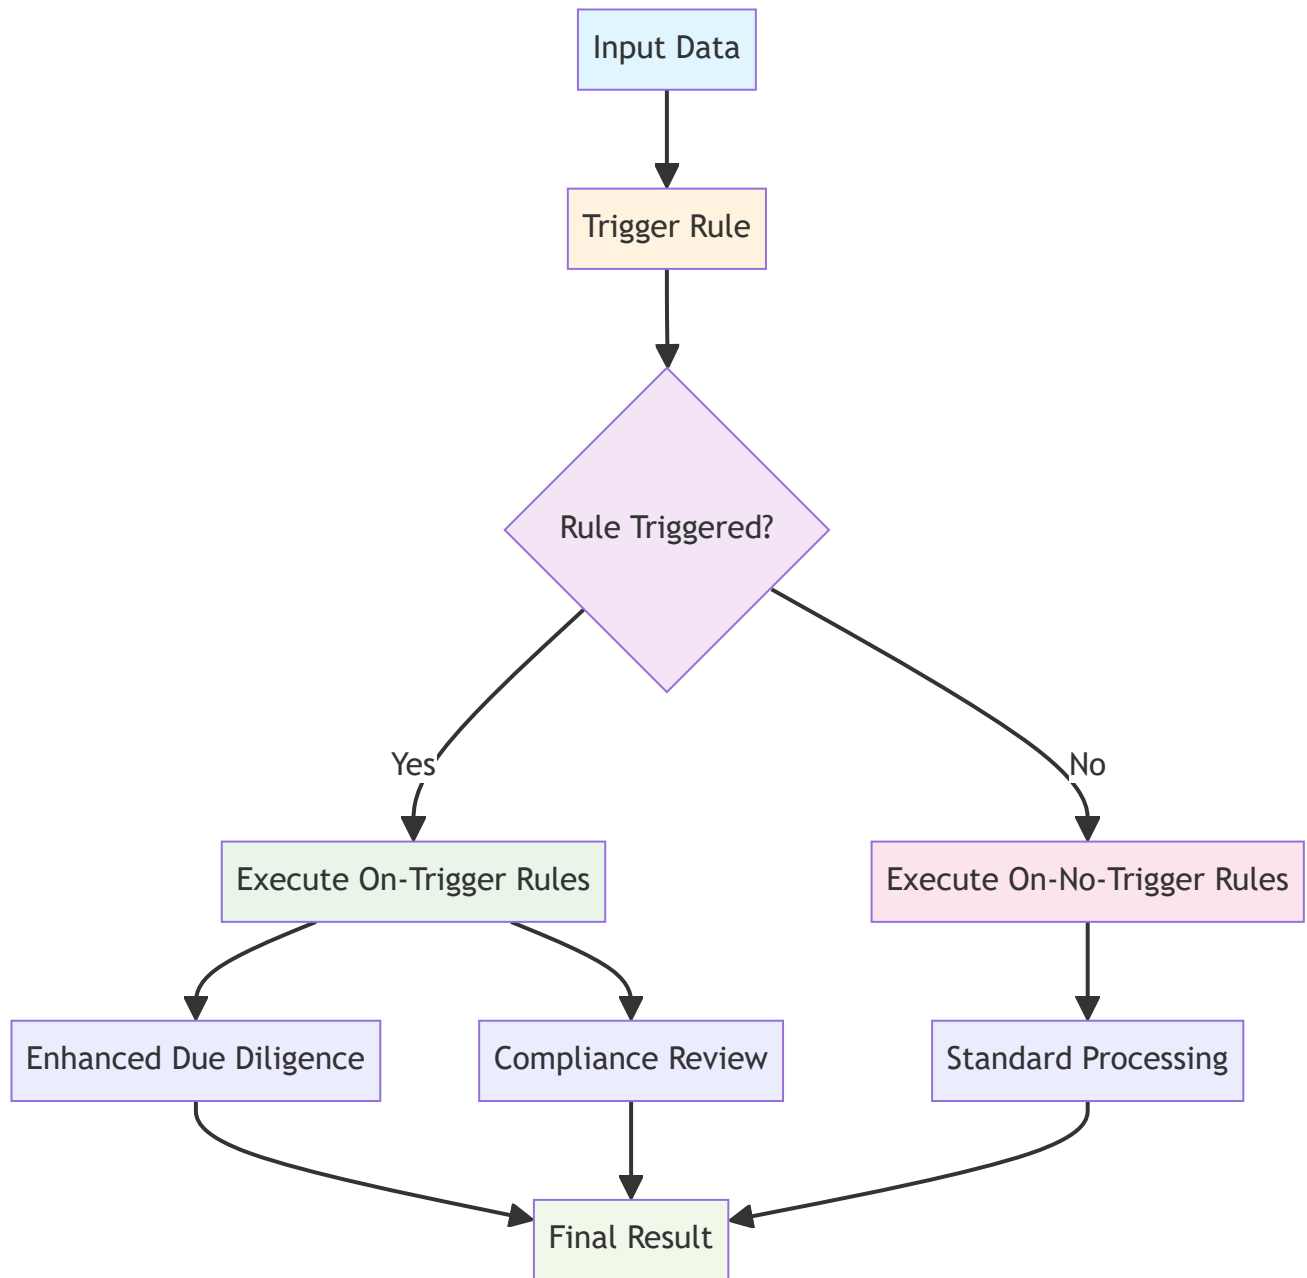 Input Data
Trigger Rule
Rule Triggered?
Yes
No
Execute On-Trigger Rules
Execute On-No-Trigger Rules
Enhanced Due Diligence
Compliance Review
Standard Processing
Final Result